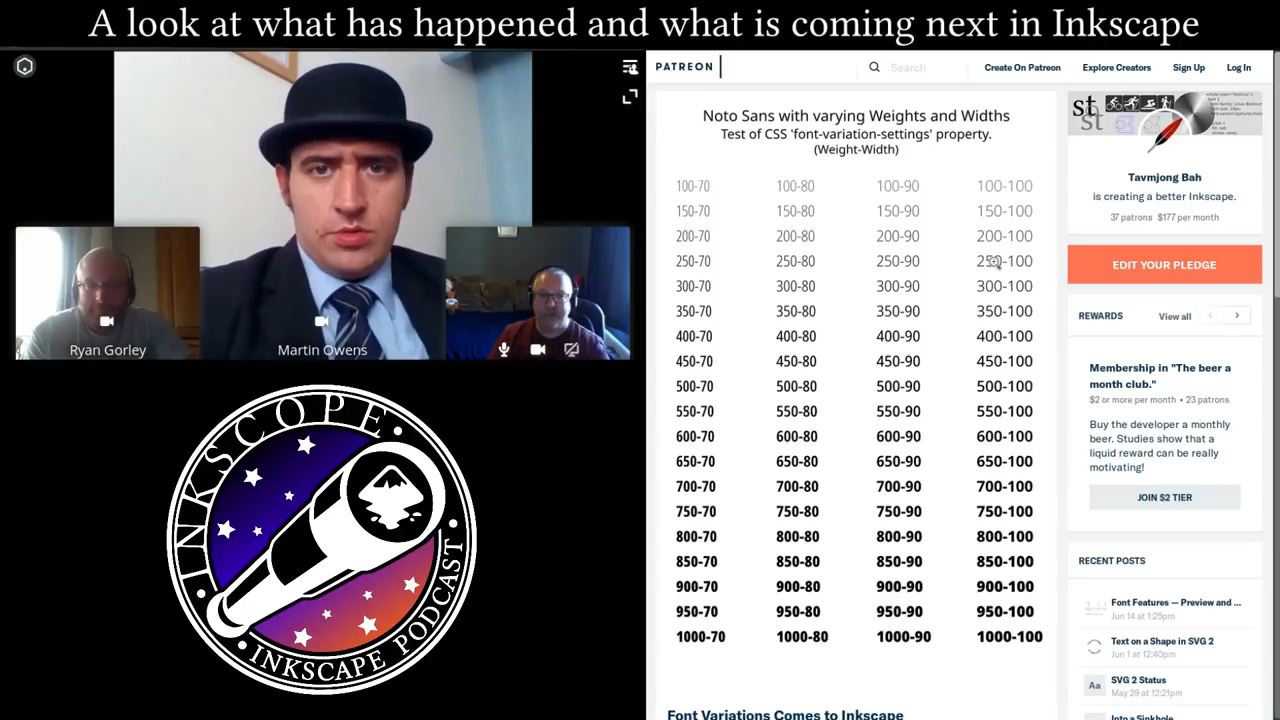 A look at what has happened and what is coming next in Inkscape
Ryan Gorley
Martin Owens
INKSCOPE
INKSCAPE PODCAST
PATREON
Search
Create On Patreon
Explore Creators
Sign Up
Log In
Noto Sans with varying Weights and Widths
Test of CSS 'font-variation-settings' property.
(Weight-Width)
100-70 100-80 100-90 100-100
150-70 150-80 150-90 150-100
200-70 200-80 200-90 200-100
250-70 250-80 250-90 250-100
300-70 300-80 300-90 300-100
350-70 350-80 350-90 350-100
400-70 400-80 400-90 400-100
450-70 450-80 450-90 450-100
500-70 500-80 500-90 500-100
550-70 550-80 550-90 550-100
600-70 600-80 600-90 600-100
650-70 650-80 650-90 650-100
700-70 700-80 700-90 700-100
750-70 750-80 750-90 750-100
800-70 800-80 800-90 800-100
850-70 850-80 850-90 850-100
900-70 900-80 900-90 900-100
950-70 950-80 950-90 950-100
1000-70 1000-80 1000-90 1000-100
Font Variations Comes to Inkscape
st
st
Tavmjong Bah
is creating a better Inkscape.
37 patrons $177 per month
EDIT YOUR PLEDGE
REWARDS
View all
Membership in "The beer a
month club."
$2 or more per month • 23 patrons
Buy the developer a monthly
beer. Studies show that a
liquid reward can be really
motivating!
JOIN $2 TIER
RECENT POSTS
Font Features — Preview and ...
Jun 14 at 1:25pm
Text on a Shape in SVG 2
Jun 1 at 12:40pm
Aa
SVG 2 Status
May 29 at 12:21pm
Into a Sinkhole